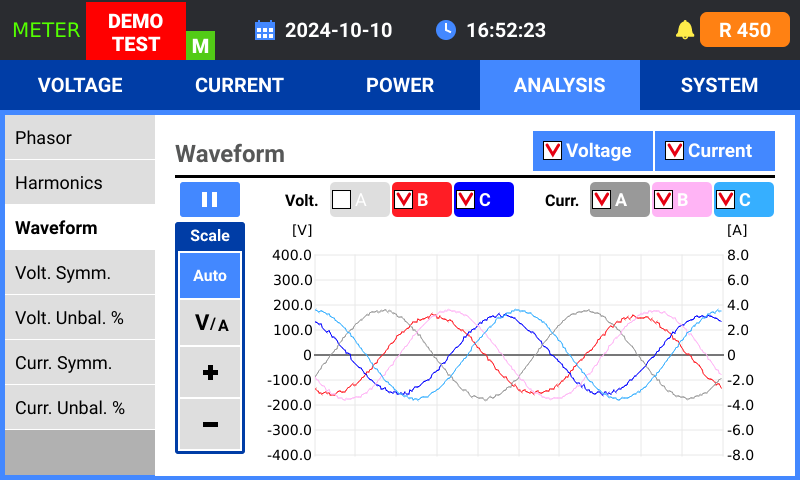 METER DEMO TEST M 2024-10-10 16:52:23 R 450
VOLTAGE CURRENT POWER ANALYSIS SYSTEM
Phasor
Harmonics
Waveform
Volt. Symm.
Volt. Unbal. %
Curr. Symm.
Curr. Unbal. %
Waveform Voltage Current
Volt. A B C Curr. A B C
Scale
Auto
V/A
+
−
[V] [A]
400.0 8.0
300.0 6.0
200.0 4.0
100.0 2.0
0 0
-100.0 -2.0
-200.0 -4.0
-300.0 -6.0
-400.0 -8.0